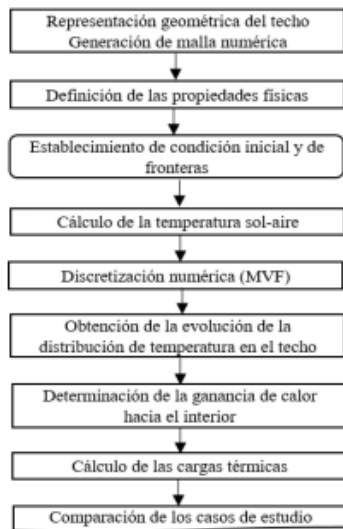 Representación geométrica del techo
Generación de malla numérica
Definición de las propiedades físicas
Establecimiento de condición inicial y de
fronteras
Cálculo de la temperatura sol-aire
Discretización numérica (MVF)
Obtención de la evolución de la
distribución de temperatura en el techo
Determinación de la ganancia de calor
hacia el interior
Cálculo de las cargas térmicas
Comparación de los casos de estudio